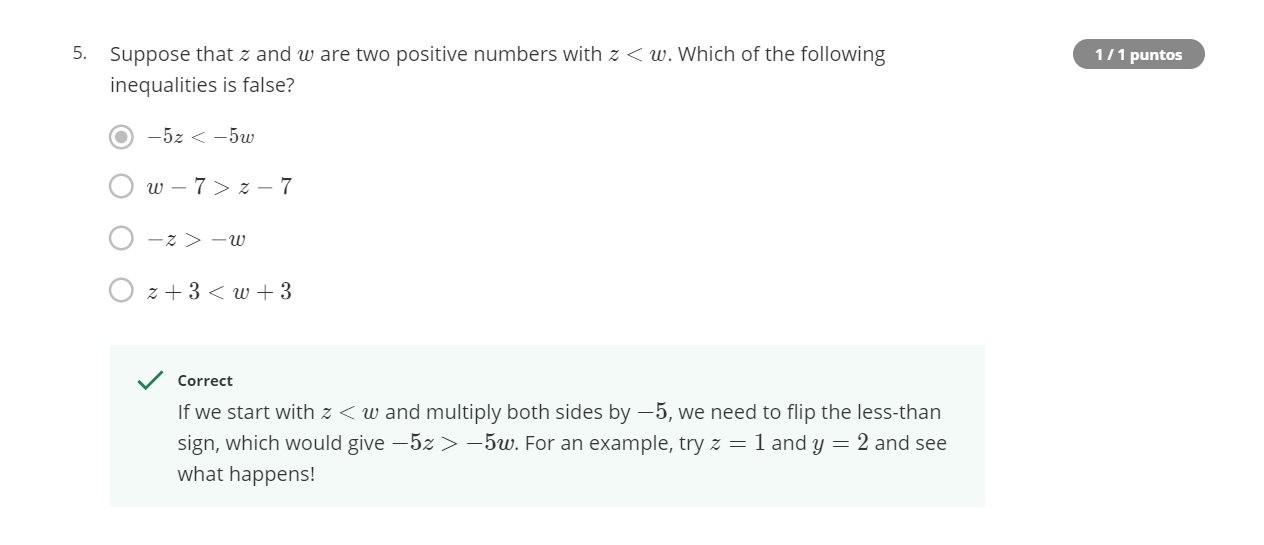 5. Suppose that z and w are two positive numbers with z < w. Which of the following
inequalities is false?
1 / 1 puntos
−5z < −5w
w − 7 > z − 7
−z > −w
z + 3 < w + 3
Correct
If we start with z < w and multiply both sides by −5, we need to flip the less-than
sign, which would give −5z > −5w. For an example, try z = 1 and y = 2 and see
what happens!